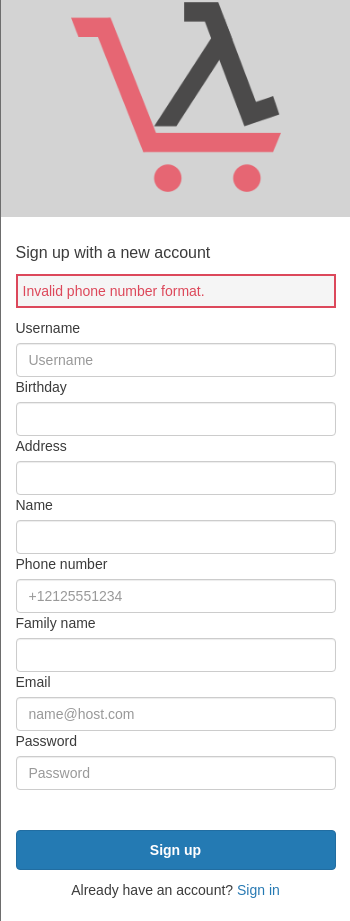 Sign up with a new account
Invalid phone number format.
Username
Username
Birthday
Address
Name
Phone number
+12125551234
Family name
Email
name@host.com
Password
Password
Sign up
Already have an account? Sign in